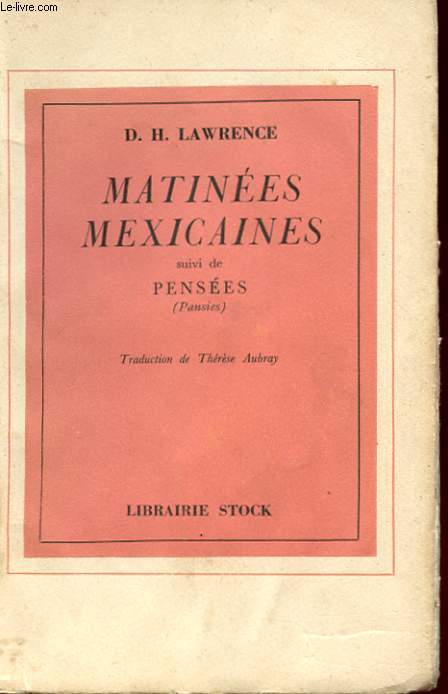 Le-livre.com
D. H. LAWRENCE
MATINÉES
MEXICAINES
suivi de
PENSÉES
(Pansies)
Traduction de Thérèse Aubray
LIBRAIRIE STOCK